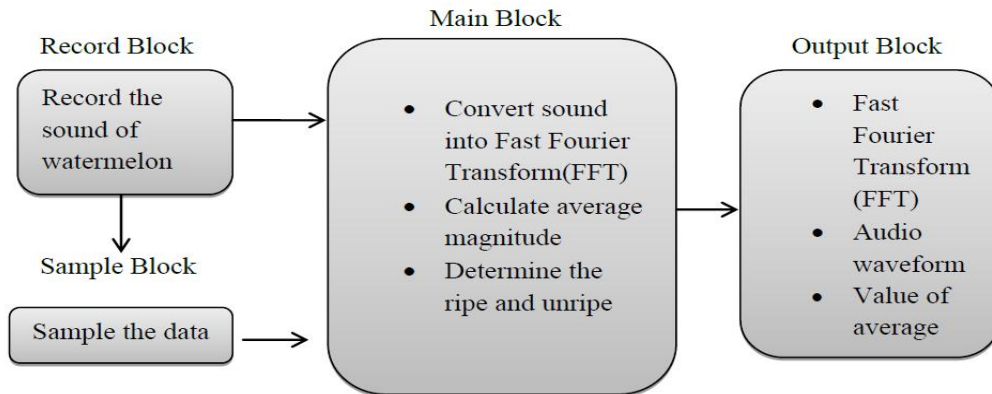 Record Block
Record the
sound of
watermelon
Sample Block
Sample the data
Main Block
• Convert sound
into Fast Fourier
Transform(FFT)
• Calculate average
magnitude
• Determine the
ripe and unripe
Output Block
• Fast
Fourier
Transform
(FFT)
• Audio
waveform
• Value of
average